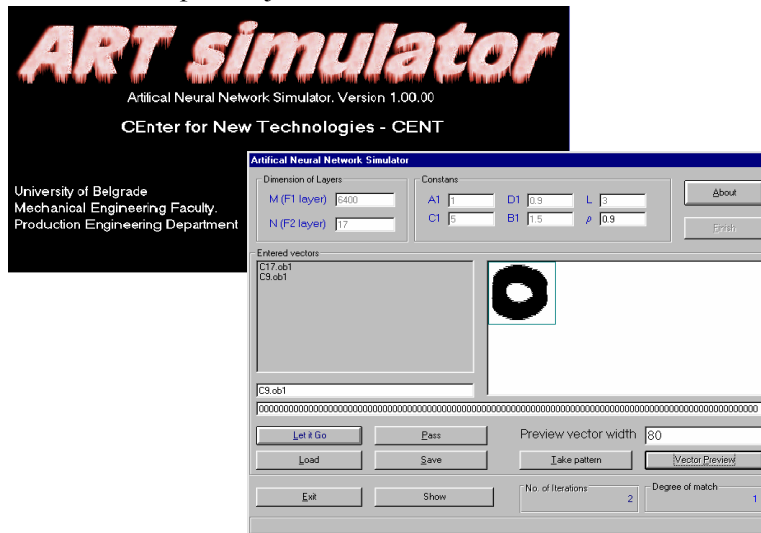 ART simulator
Artifical Neural Network Simulator. Version 1.00.00
CEnter for New Technologies - CENT
University of Belgrade
Mechanical Engineering Faculty.
Production Engineering Department
Artifical Neural Network Simulator
Dimension of Layers
M (F1 layer) 6400
N (F2 layer) 17
Constans
A1 1 D1 0.9 L 3
C1 5 B1 1.5 ρ 0.9
About
Finish
Entered vectors
C17.ob1
C9.ob1
C9.ob1
Let it Go Pass Preview vector width 80
Load Save Take pattern Vector Preview
Exit Show No. of Iterations 2 Degree of match 1